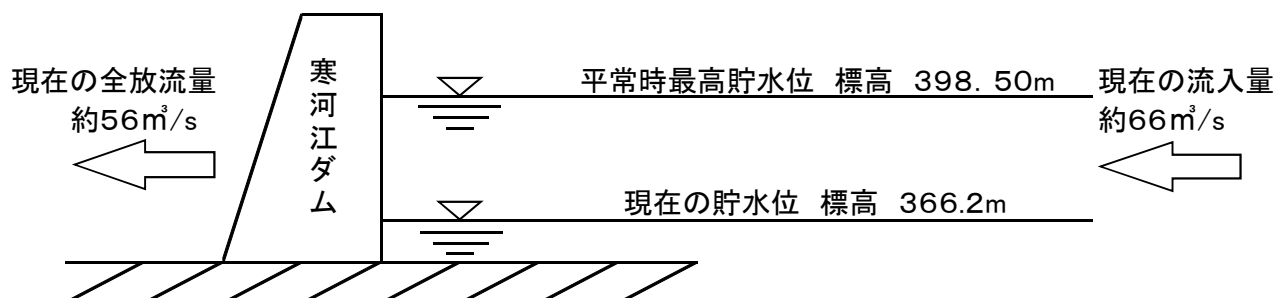 現在の全放流量
約56㎥/s
寒河江ダム
平常時最高貯水位 標高 398.50m
現在の貯水位 標高 366.2m
現在の流入量
約66㎥/s